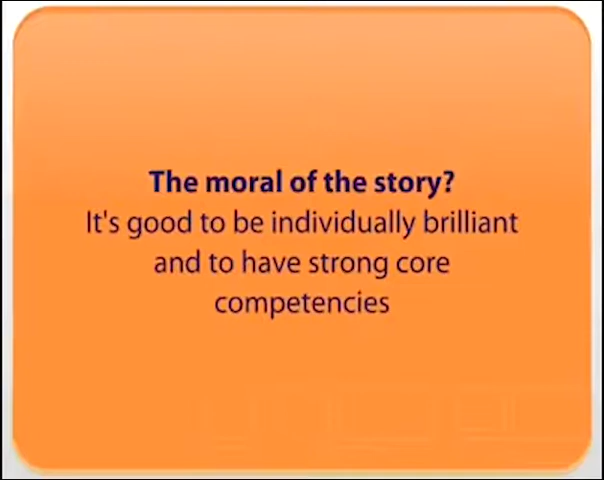 The moral of the story?
It's good to be individually brilliant
and to have strong core
competencies